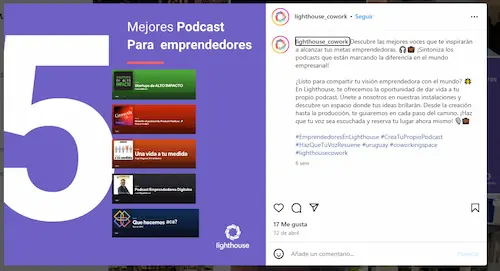 Mejores Podcast
Para emprendedores
5
Startups de ALTO IMPACTO
Growth
Una vida a tu medida
Podcast Emprendedores Digitales
Que hacemos acá?
lighthouse
lighthouse_cowork • Seguir
lighthouse_cowork Descubre las mejores voces que te inspirarán
a alcanzar tus metas emprendedoras. 🎧💼 ¡Sintoniza los
podcasts que están marcando la diferencia en el mundo
empresarial!
¿Listo para compartir tu visión emprendedora con el mundo? 🐝
En Lighthouse, te ofrecemos la oportunidad de dar vida a tu
propio podcast. Únete a nosotros en nuestras instalaciones y
descubre un espacio donde tus ideas brillarán. Desde la creación
hasta la producción, te guiaremos en cada paso del camino. ¡Haz
que tu voz sea escuchada y reserva tu lugar ahora mismo! 🎙💼
#EmprendedoresEnLighthouse #CreaTuPropioPodcast
#HazQueTuVozResuene #uruguay #coworkingspace
#lighthousecowork
6 sem
17 Me gusta
12 de abril
Añade un comentario...